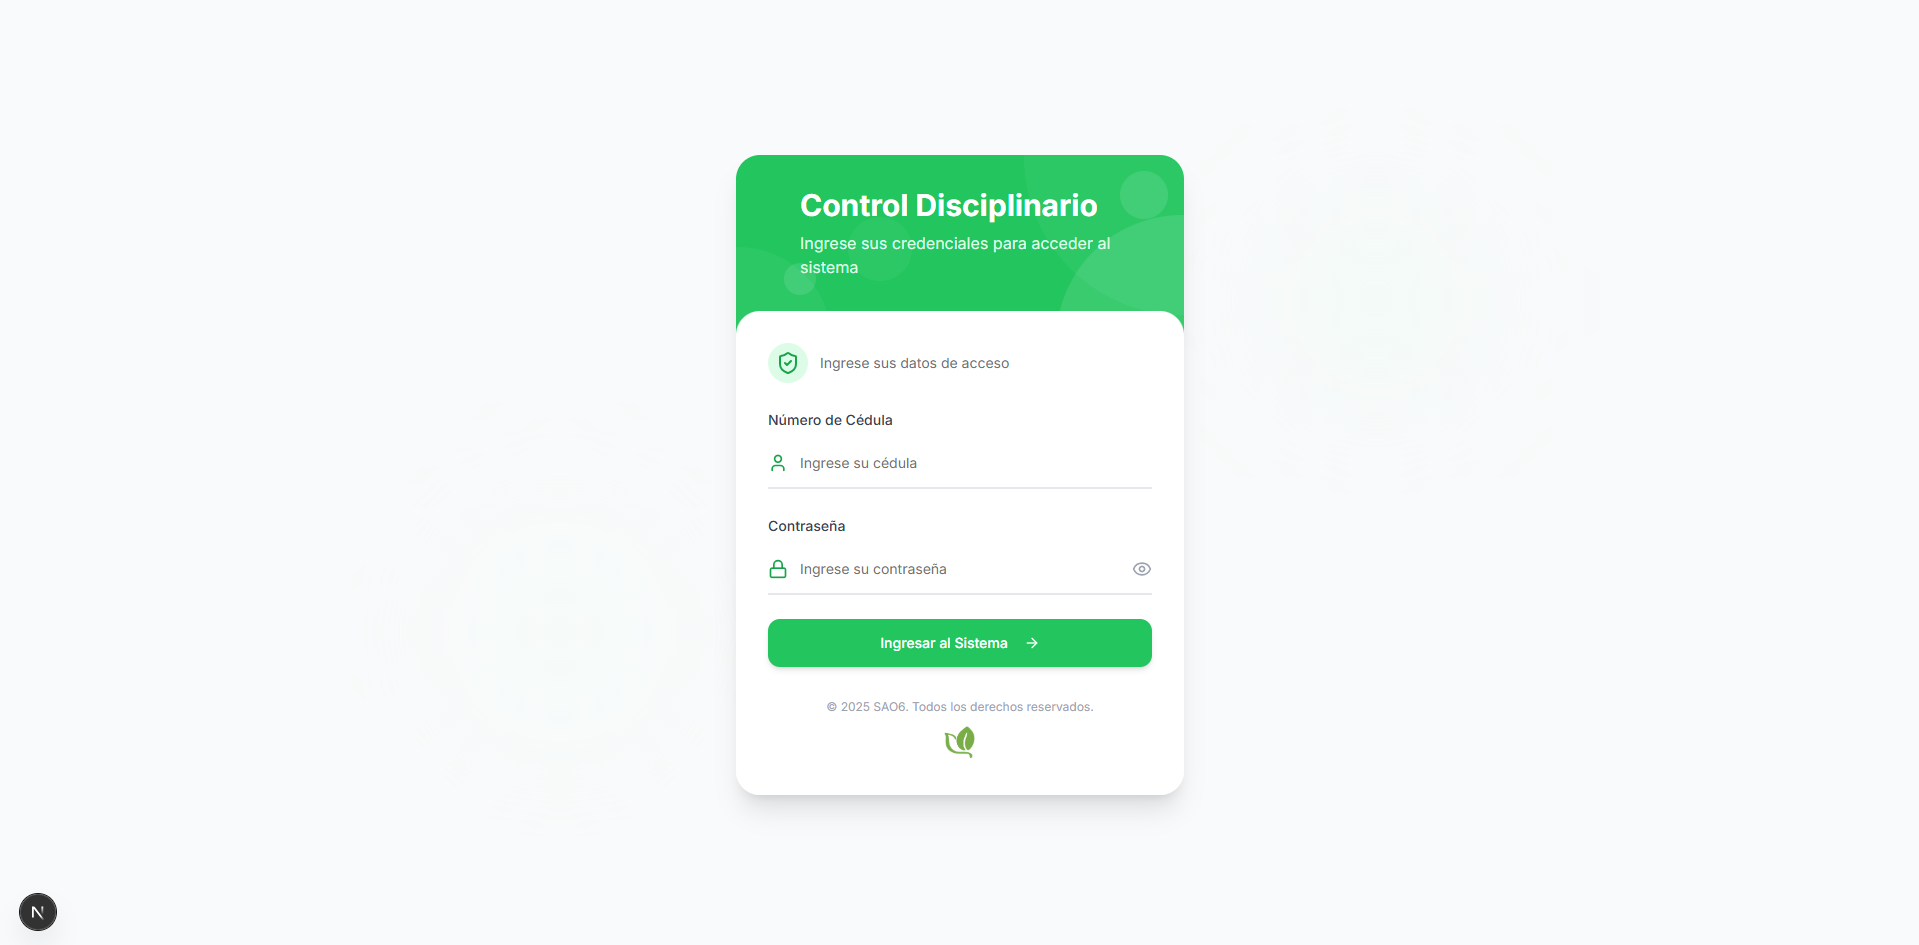 Control Disciplinario
Ingrese sus credenciales para acceder al
sistema
Ingrese sus datos de acceso
Número de Cédula
Ingrese su cédula
Contraseña
Ingrese su contraseña
Ingresar al Sistema →
© 2025 SAO6. Todos los derechos reservados.
N